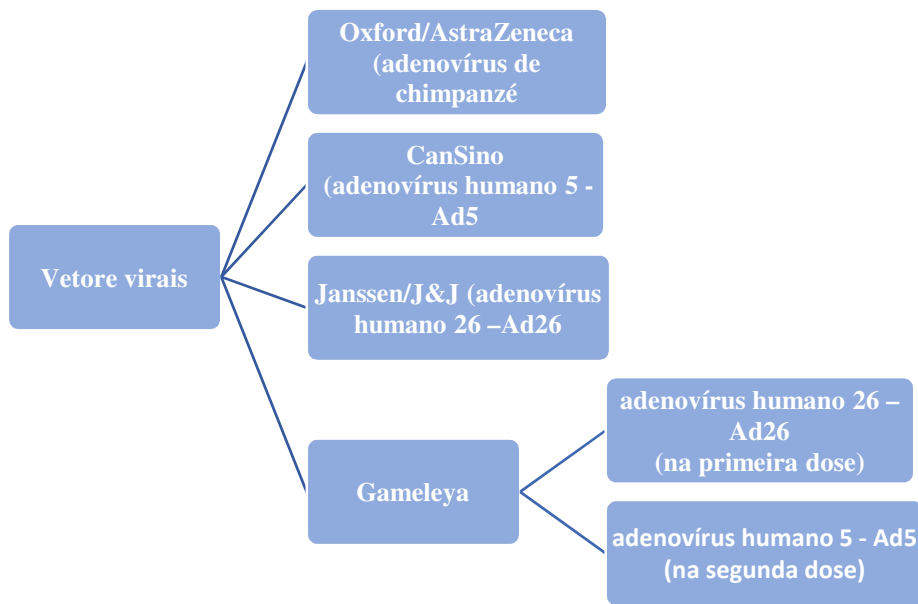 Oxford/AstraZeneca
(adenovírus de
chimpanzé
CanSino
(adenovírus humano 5 -
Ad5
Vetore virais
Janssen/J&J (adenovírus
humano 26 –Ad26
Gameleya
adenovírus humano 26 –
Ad26
(na primeira dose)
adenovírus humano 5 - Ad5
(na segunda dose)